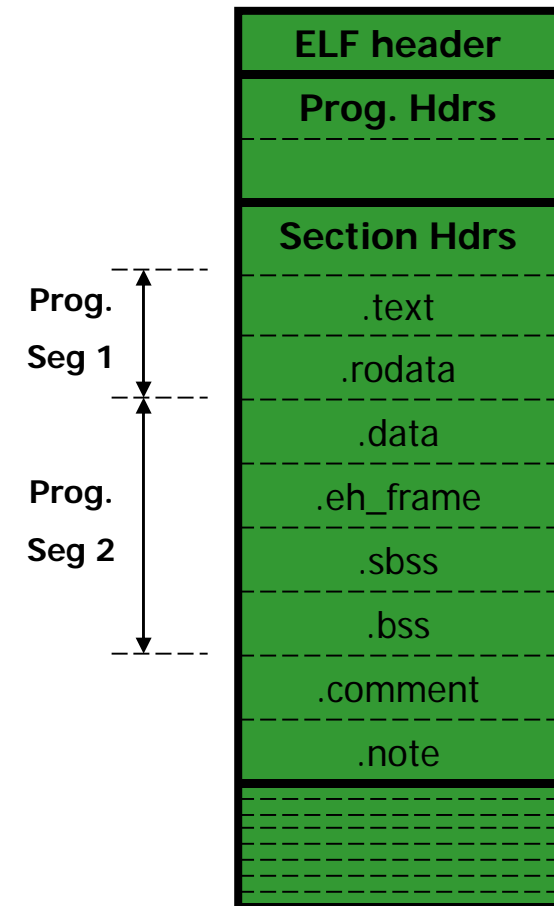 ELF header
Prog. Hdrs
Section Hdrs
Prog.
Seg 1
.text
.rodata
Prog.
Seg 2
.data
.eh_frame
.sbss
.bss
.comment
.note